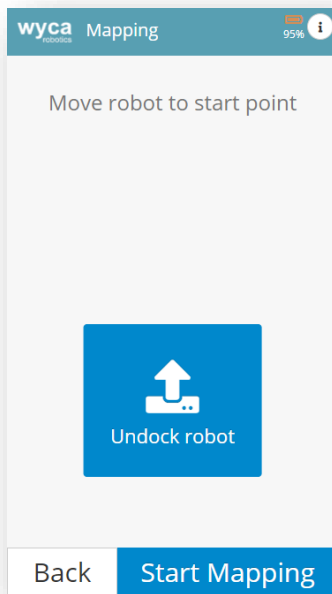 wyca
robotics
Mapping
95%
i
Move robot to start point
Undock robot
Back
Start Mapping